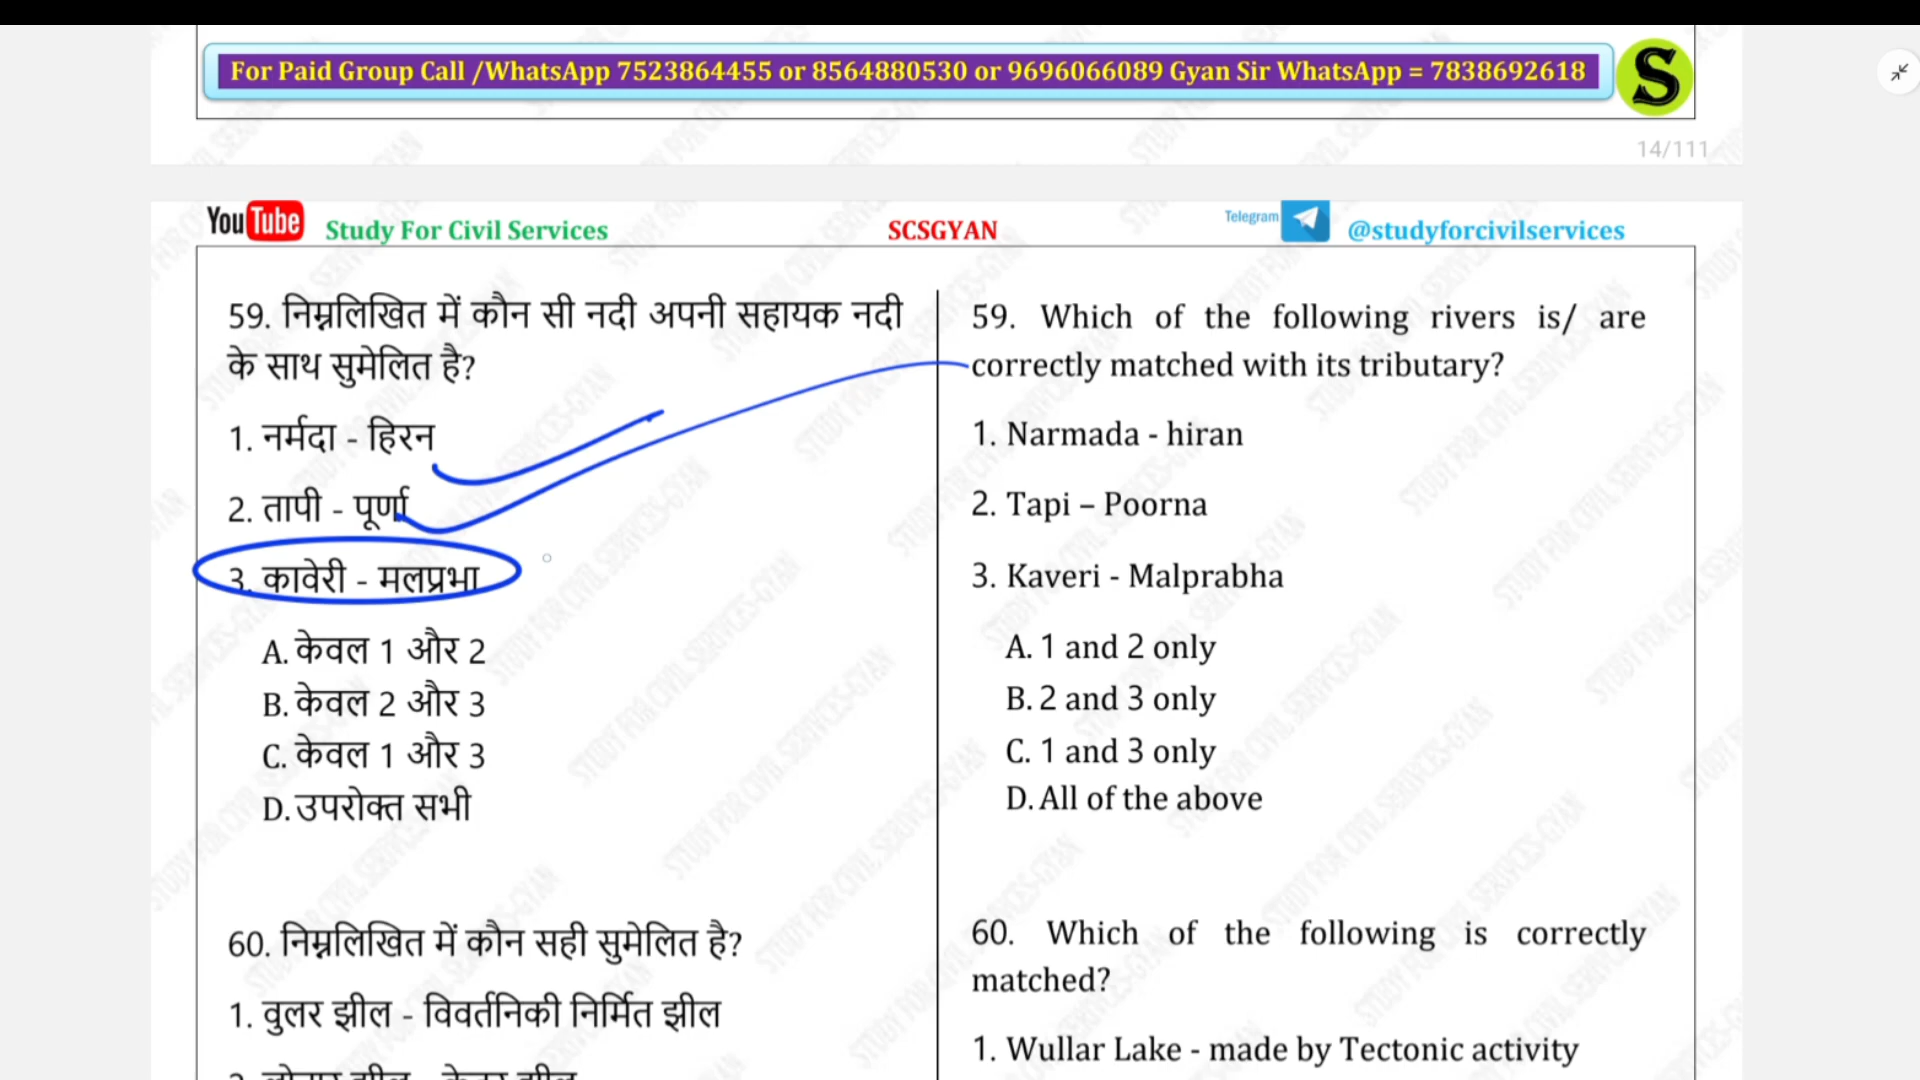 For Paid Group Call /WhatsApp 7523864455 or 8564880530 or 9696066089 Gyan Sir WhatsApp = 7838692618
S
14/111
YouTube Study For Civil Services SCSGYAN Telegram @studyforcivilservices
59. निम्नलिखित में कौन सी नदी अपनी सहायक नदी
के साथ सुमेलित है?
1. नर्मदा - हिरन
2. तापी - पूर्णा
3. कावेरी - मलप्रभा
A. केवल 1 और 2
B. केवल 2 और 3
C. केवल 1 और 3
D. उपरोक्त सभी
60. निम्नलिखित में कौन सही सुमेलित है?
1. वुलर झील - विवर्तनिकी निर्मित झील
59. Which of the following rivers is/ are
correctly matched with its tributary?
1. Narmada - hiran
2. Tapi – Poorna
3. Kaveri - Malprabha
A. 1 and 2 only
B. 2 and 3 only
C. 1 and 3 only
D. All of the above
60. Which of the following is correctly
matched?
1. Wullar Lake - made by Tectonic activity